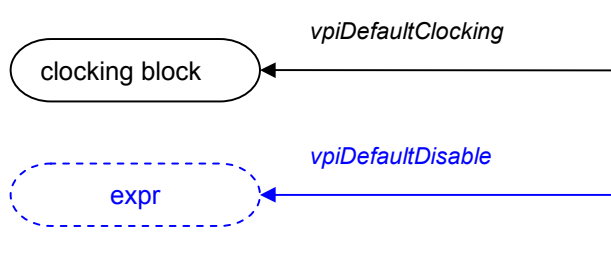 vpiDefaultClocking
clocking block
vpiDefaultDisable
expr